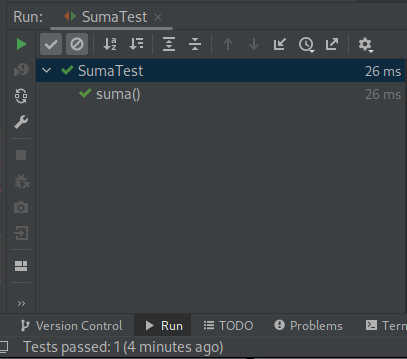 Run: SumaTest
SumaTest 26 ms
suma() 26 ms
Version Control Run TODO Problems Term
Tests passed: 1 (4 minutes ago)